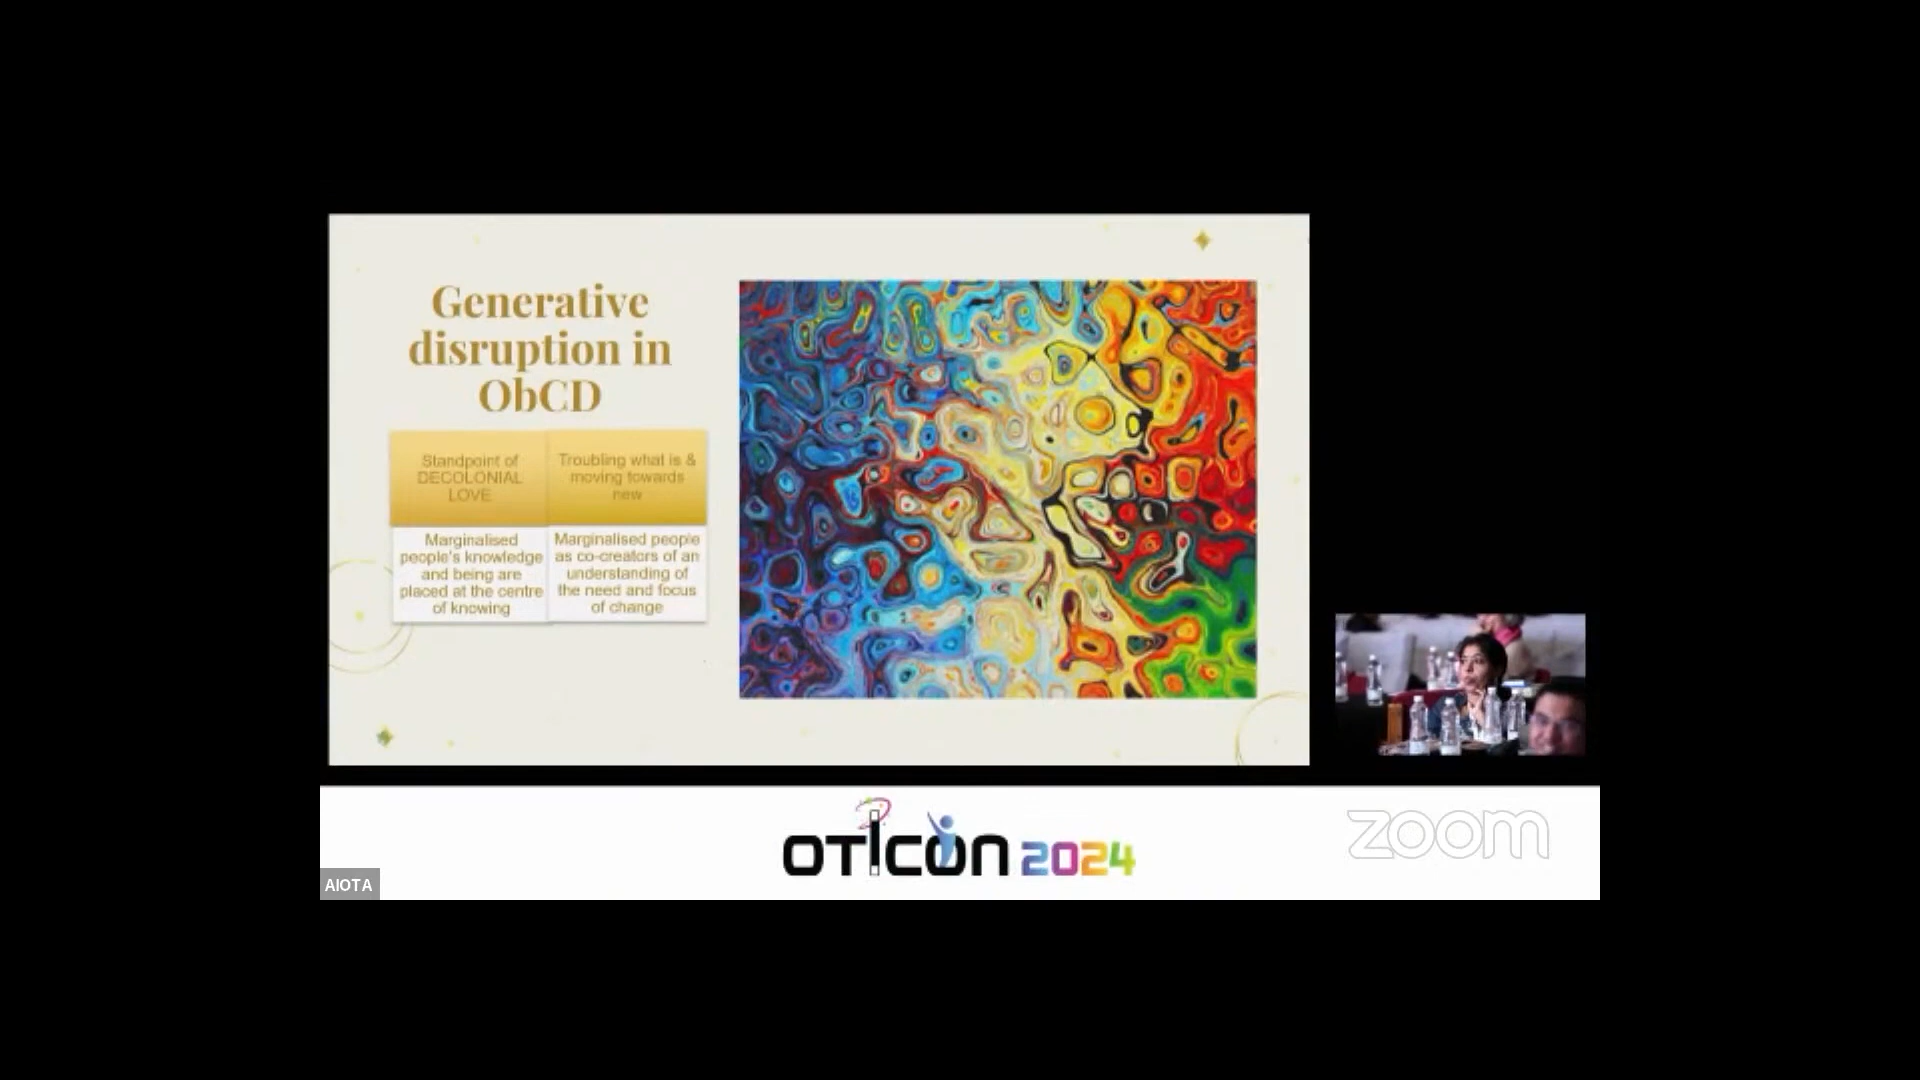 Generative
disruption in
ObCD
Standpoint of
DECOLONIAL
LOVE
Troubling what is &
moving towards
new
Marginalised
people's knowledge
and being are
placed at the centre
of knowing
Marginalised people
as co-creators of an
understanding of
the need and focus
of change
OTICON 2024
zoom
AIOTA